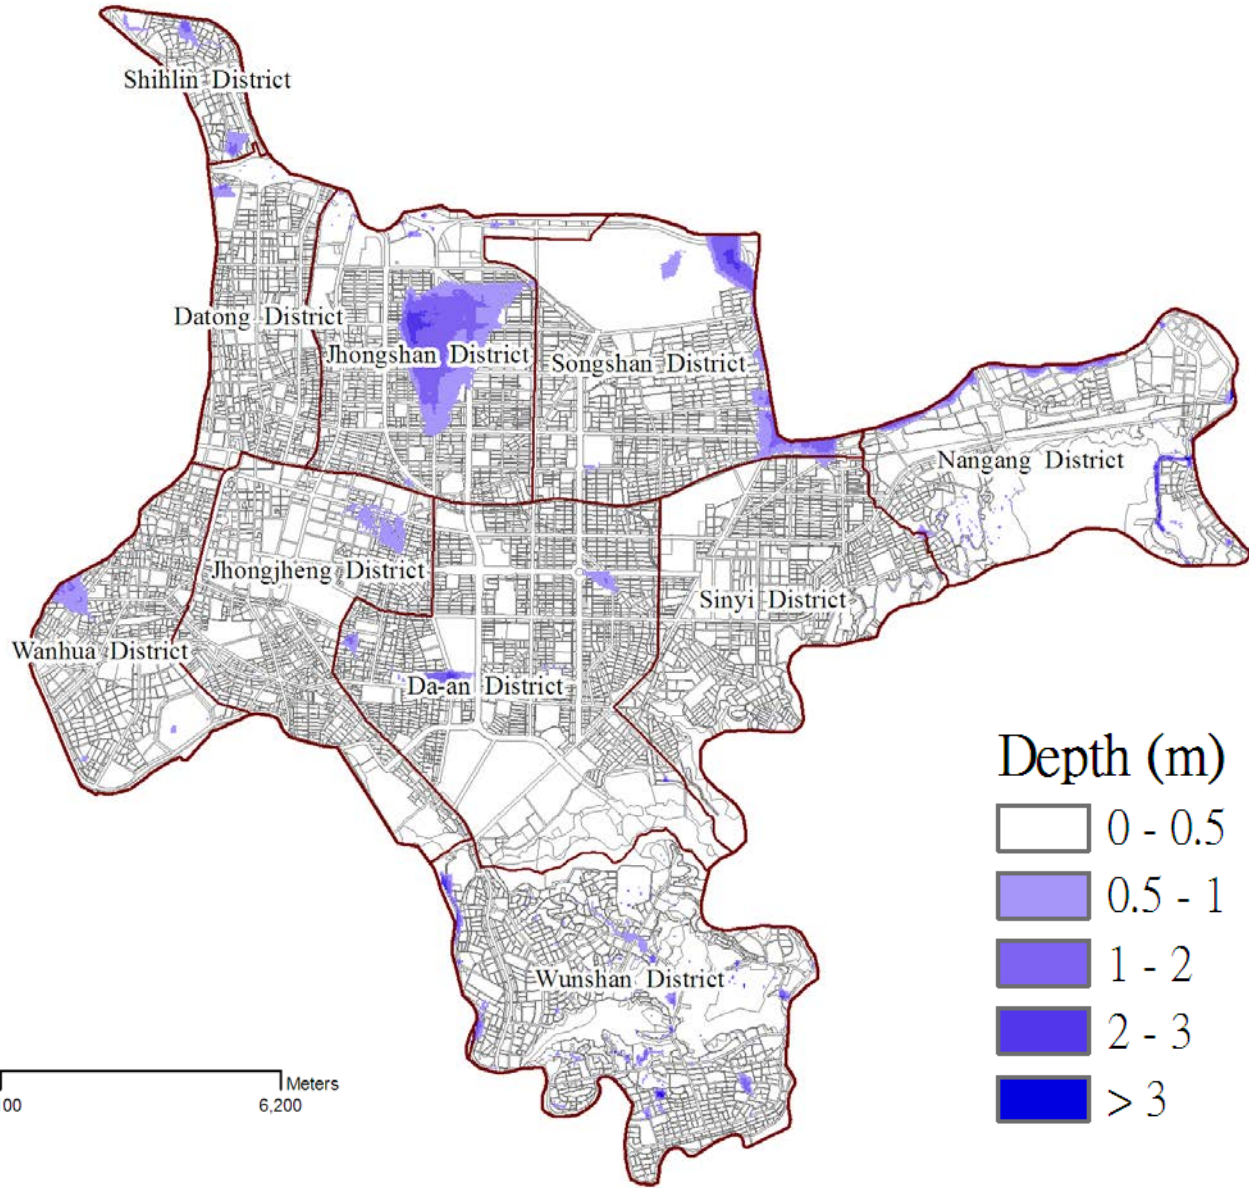 Shihlin District
Datong District
Jhongshan District
Songshan District
Nangang District
Jhongjheng District
Sinyi District
Wanhua District
Da-an District
Wunshan District
Depth (m)
0 - 0.5
0.5 - 1
1 - 2
2 - 3
> 3
Meters
00
6,200